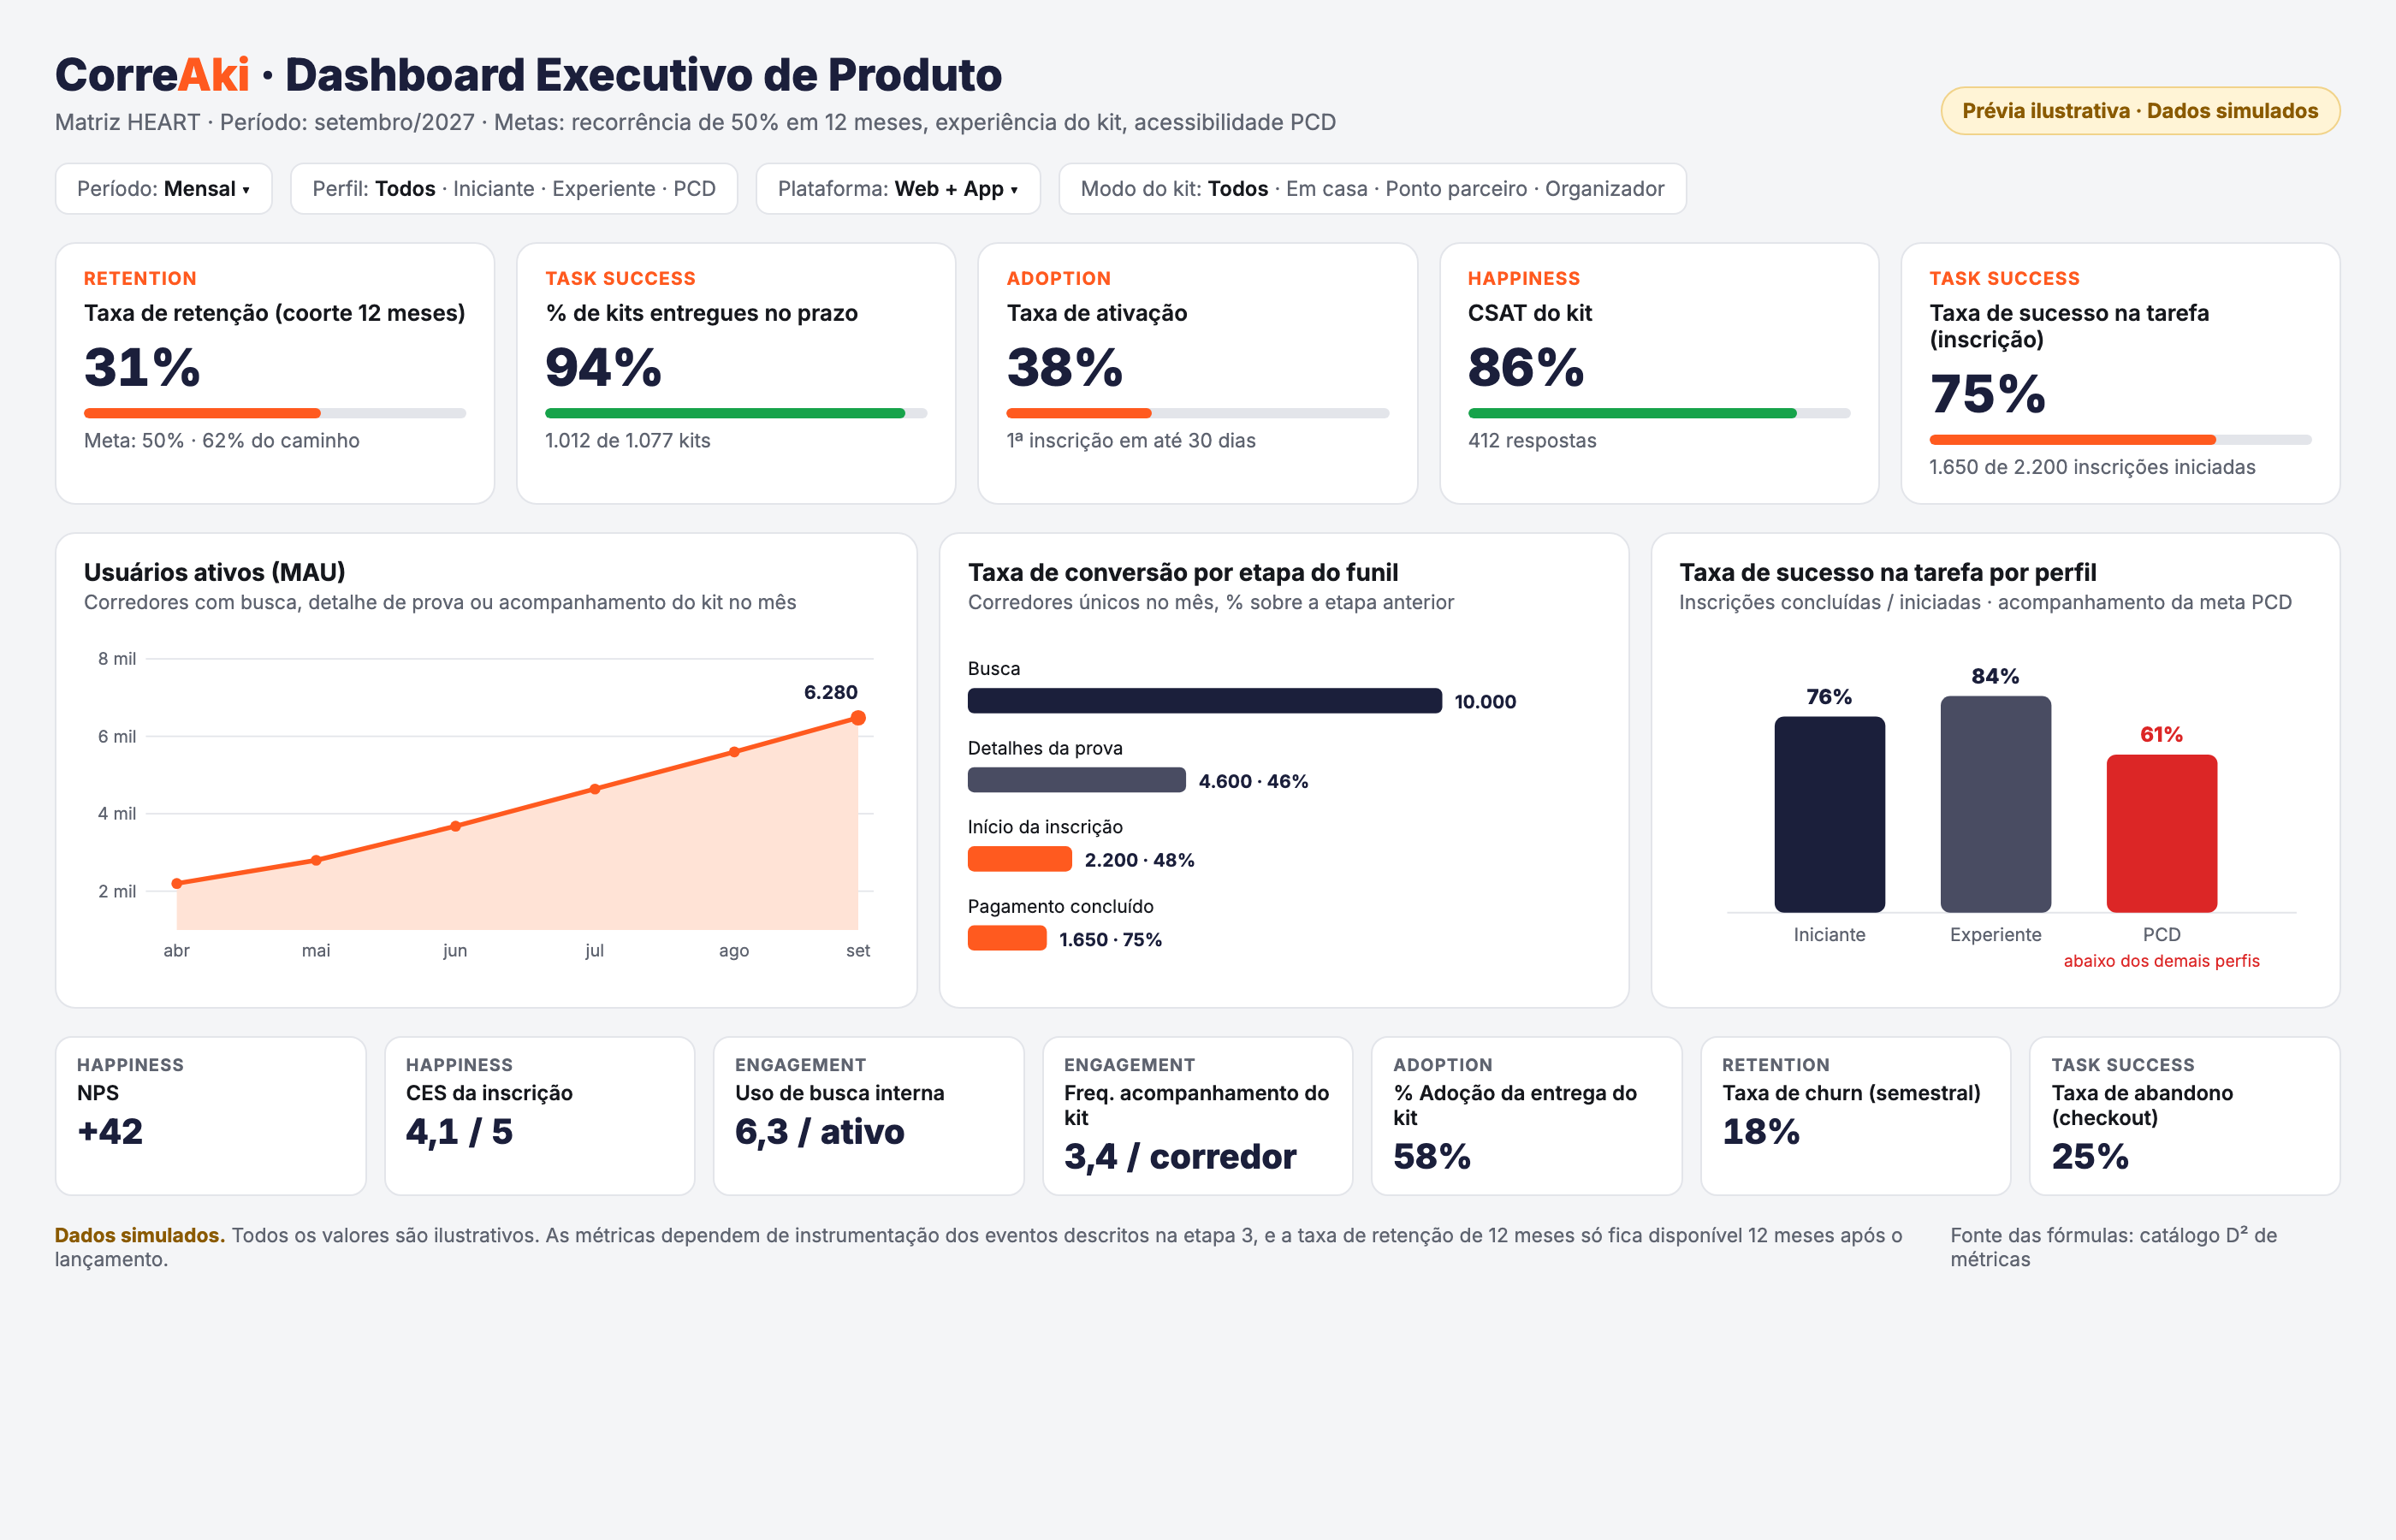 CorreAki · Dashboard Executivo de Produto
Matriz HEART · Período: setembro/2027 · Metas: recorrência de 50% em 12 meses, experiência do kit, acessibilidade PCD
Prévia ilustrativa · Dados simulados
Período: Mensal ▾
Perfil: Todos · Iniciante · Experiente · PCD
Plataforma: Web + App ▾
Modo do kit: Todos · Em casa · Ponto parceiro · Organizador
RETENTION
Taxa de retenção (coorte 12 meses)
31%
Meta: 50% · 62% do caminho
TASK SUCCESS
% de kits entregues no prazo
94%
1.012 de 1.077 kits
ADOPTION
Taxa de ativação
38%
1ª inscrição em até 30 dias
HAPPINESS
CSAT do kit
86%
412 respostas
TASK SUCCESS
Taxa de sucesso na tarefa
(inscrição)
75%
1.650 de 2.200 inscrições iniciadas
Usuários ativos (MAU)
Corredores com busca, detalhe de prova ou acompanhamento do kit no mês
8 mil
6 mil
4 mil
2 mil
6.280
abr
mai
jun
jul
ago
set
Taxa de conversão por etapa do funil
Corredores únicos no mês, % sobre a etapa anterior
Busca
10.000
Detalhes da prova
4.600 · 46%
Início da inscrição
2.200 · 48%
Pagamento concluído
1.650 · 75%
Taxa de sucesso na tarefa por perfil
Inscrições concluídas / iniciadas · acompanhamento da meta PCD
76%
84%
61%
Iniciante
Experiente
PCD
abaixo dos demais perfis
HAPPINESS
NPS
+42
HAPPINESS
CES da inscrição
4,1 / 5
ENGAGEMENT
Uso de busca interna
6,3 / ativo
ENGAGEMENT
Freq. acompanhamento do
kit
3,4 / corredor
ADOPTION
% Adoção da entrega do
kit
58%
RETENTION
Taxa de churn (semestral)
18%
TASK SUCCESS
Taxa de abandono
(checkout)
25%
Dados simulados. Todos os valores são ilustrativos. As métricas dependem de instrumentação dos eventos descritos na etapa 3, e a taxa de retenção de 12 meses só fica disponível 12 meses após o
lançamento.
Fonte das fórmulas: catálogo D² de
métricas